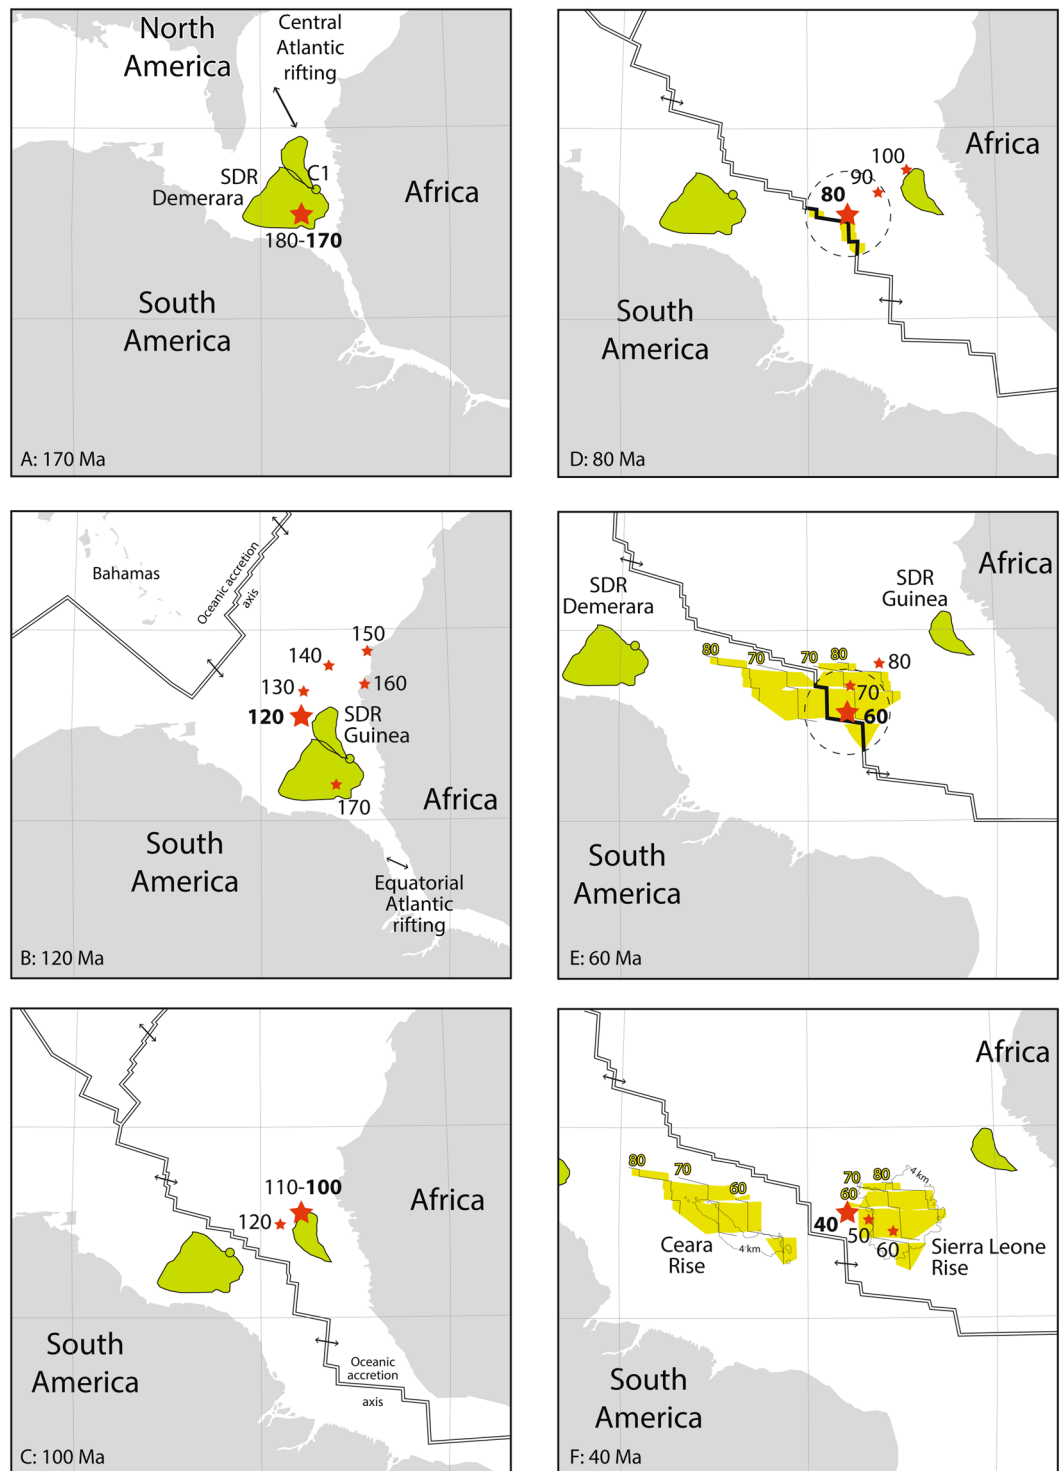 North
America
Central
Atlantic
rifting
C1
SDR
Demerara
Africa
180-170
South
America
A: 170 Ma
Bahamas
Oceanic accretion
axis
150
140
160
130
120
SDR
Guinea
170
Africa
South
America
Equatorial
Atlantic
rifting
B: 120 Ma
110-100
120
Africa
South
America
Oceanic
accretion
axis
C: 100 Ma
Africa
100
90
80
South
America
D: 80 Ma
Africa
SDR
Demerara
SDR
Guinea
80
70
70
80
80
70
60
South
America
E: 60 Ma
Africa
80
70
60
70
80
4 km
60
40
50
60
Ceara
Rise
4 km
Sierra Leone
Rise
South
America
F: 40 Ma